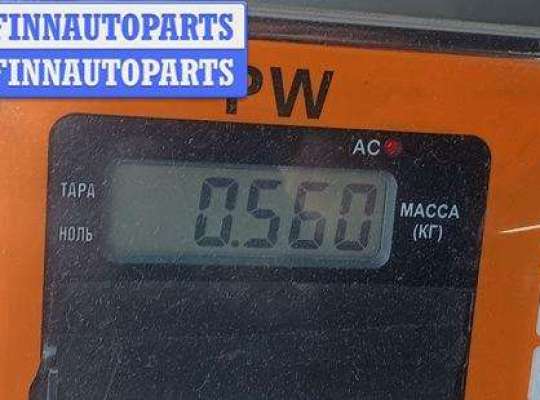 FINNAUTOPARTS
FINNAUTOPARTS
PW
AC
ТАРА
0.560
МАССА
НОЛЬ
(КГ)